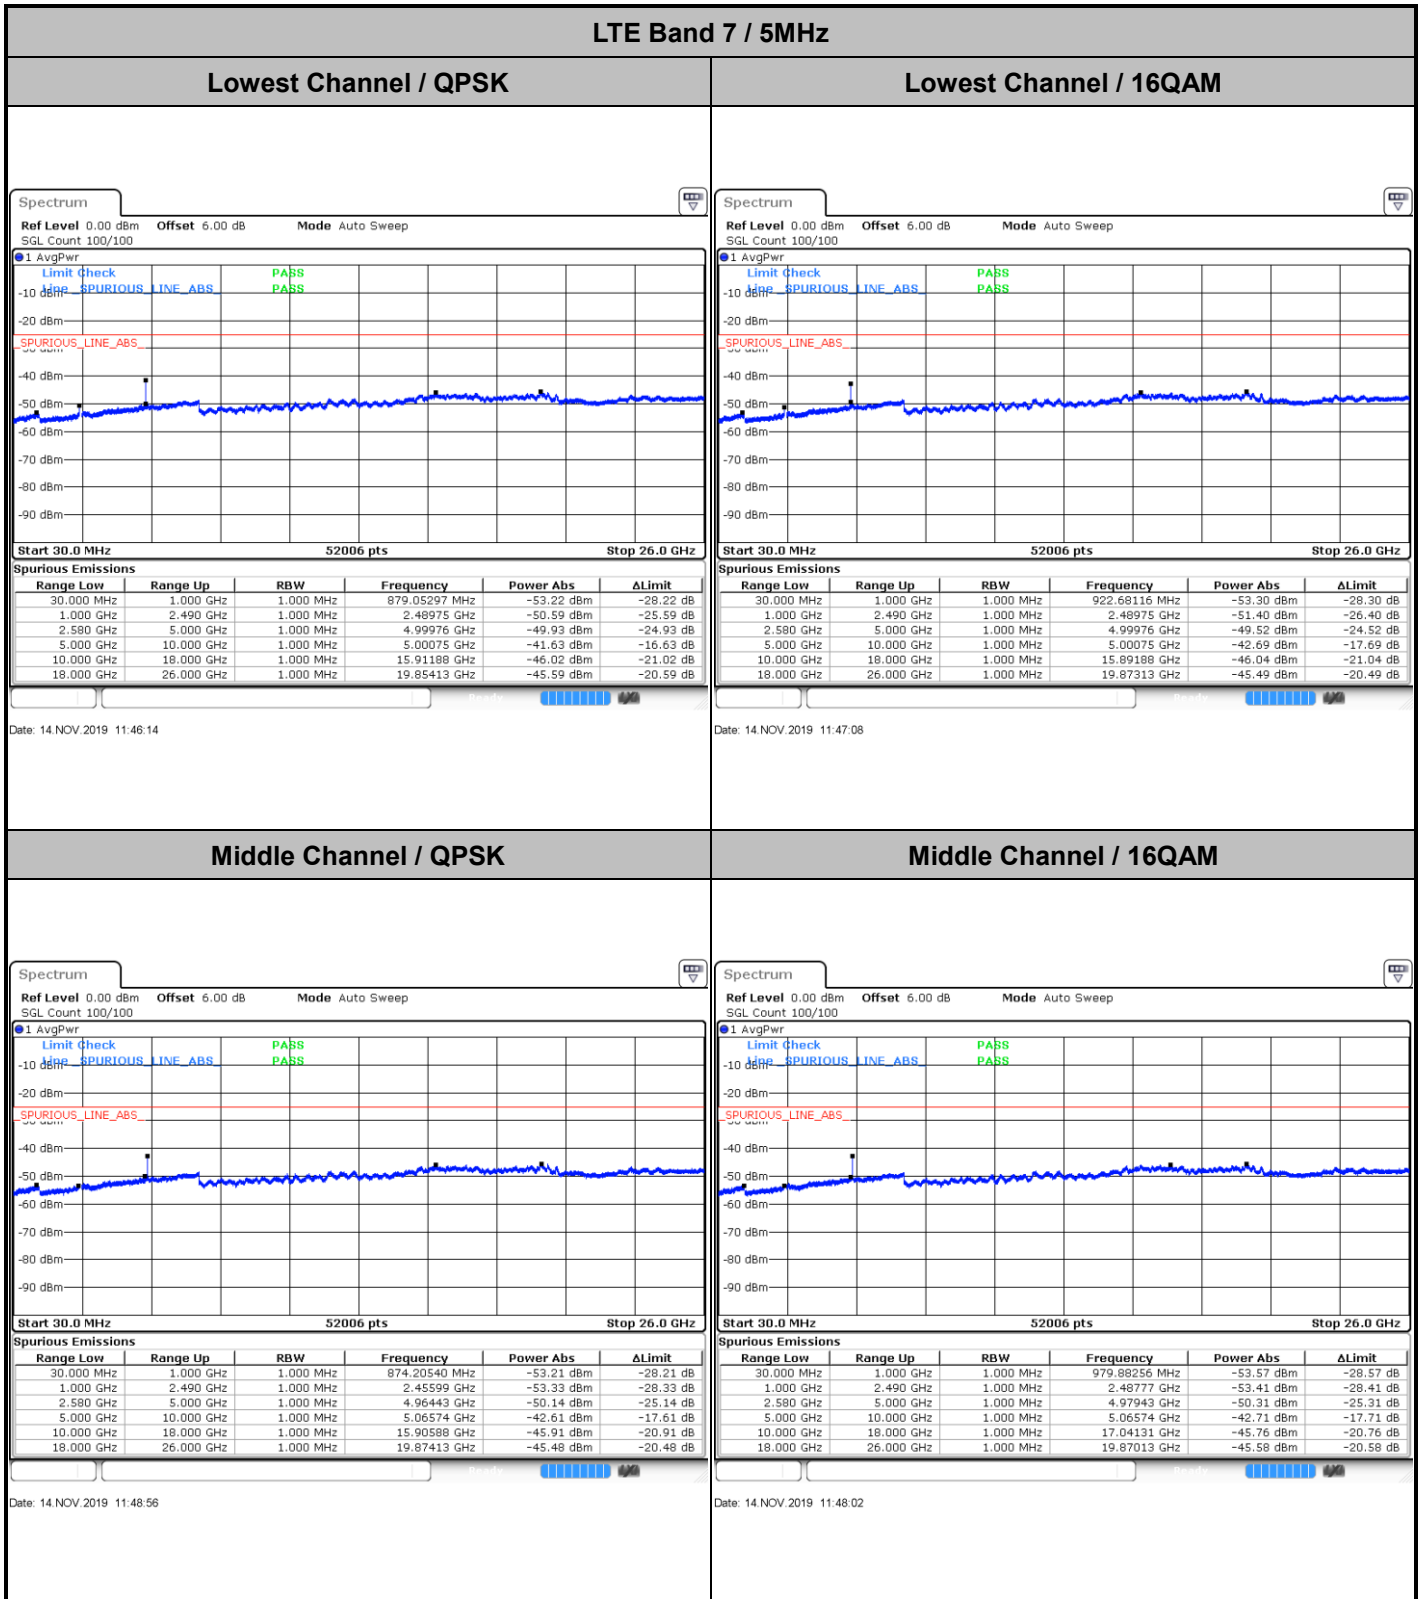 LTE Band 7 / 5MHz
Lowest Channel / QPSK
Lowest Channel / 16QAM
Spectrum
Ref Level 0.00 dBm Offset 6.00 dB Mode Auto Sweep
SGL Count 100/100
1 AvgPwr
Limit Check PASS
Line _SPURIOUS_LINE_ABS_ PASS
-10 dBm
-20 dBm
_SPURIOUS_LINE_ABS_
-30 dBm
-40 dBm
-50 dBm
-60 dBm
-70 dBm
-80 dBm
-90 dBm
Start 30.0 MHz 52006 pts Stop 26.0 GHz
Spurious Emissions
Range Low Range Up RBW Frequency Power Abs ΔLimit
30.000 MHz 1.000 GHz 1.000 MHz 879.05297 MHz -53.22 dBm -28.22 dB
1.000 GHz 2.490 GHz 1.000 MHz 2.48975 GHz -50.59 dBm -25.59 dB
2.580 GHz 5.000 GHz 1.000 MHz 4.99976 GHz -49.93 dBm -24.93 dB
5.000 GHz 10.000 GHz 1.000 MHz 5.00075 GHz -41.63 dBm -16.63 dB
10.000 GHz 18.000 GHz 1.000 MHz 15.91188 GHz -46.02 dBm -21.02 dB
18.000 GHz 26.000 GHz 1.000 MHz 19.85413 GHz -45.59 dBm -20.59 dB
Ready
Date: 14.NOV.2019 11:46:14
Spectrum
Ref Level 0.00 dBm Offset 6.00 dB Mode Auto Sweep
SGL Count 100/100
1 AvgPwr
Limit Check PASS
Line _SPURIOUS_LINE_ABS_ PASS
-10 dBm
-20 dBm
_SPURIOUS_LINE_ABS_
-30 dBm
-40 dBm
-50 dBm
-60 dBm
-70 dBm
-80 dBm
-90 dBm
Start 30.0 MHz 52006 pts Stop 26.0 GHz
Spurious Emissions
Range Low Range Up RBW Frequency Power Abs ΔLimit
30.000 MHz 1.000 GHz 1.000 MHz 922.68116 MHz -53.30 dBm -28.30 dB
1.000 GHz 2.490 GHz 1.000 MHz 2.48975 GHz -51.40 dBm -26.40 dB
2.580 GHz 5.000 GHz 1.000 MHz 4.99976 GHz -49.52 dBm -24.52 dB
5.000 GHz 10.000 GHz 1.000 MHz 5.00075 GHz -42.69 dBm -17.69 dB
10.000 GHz 18.000 GHz 1.000 MHz 15.89188 GHz -46.04 dBm -21.04 dB
18.000 GHz 26.000 GHz 1.000 MHz 19.87313 GHz -45.49 dBm -20.49 dB
Ready
Date: 14.NOV.2019 11:47:08
Middle Channel / QPSK
Middle Channel / 16QAM
Spectrum
Ref Level 0.00 dBm Offset 6.00 dB Mode Auto Sweep
SGL Count 100/100
1 AvgPwr
Limit Check PASS
Line _SPURIOUS_LINE_ABS_ PASS
-10 dBm
-20 dBm
_SPURIOUS_LINE_ABS_
-30 dBm
-40 dBm
-50 dBm
-60 dBm
-70 dBm
-80 dBm
-90 dBm
Start 30.0 MHz 52006 pts Stop 26.0 GHz
Spurious Emissions
Range Low Range Up RBW Frequency Power Abs ΔLimit
30.000 MHz 1.000 GHz 1.000 MHz 874.20540 MHz -53.21 dBm -28.21 dB
1.000 GHz 2.490 GHz 1.000 MHz 2.45599 GHz -53.33 dBm -28.33 dB
2.580 GHz 5.000 GHz 1.000 MHz 4.96443 GHz -50.14 dBm -25.14 dB
5.000 GHz 10.000 GHz 1.000 MHz 5.06574 GHz -42.61 dBm -17.61 dB
10.000 GHz 18.000 GHz 1.000 MHz 15.90588 GHz -45.91 dBm -20.91 dB
18.000 GHz 26.000 GHz 1.000 MHz 19.87413 GHz -45.48 dBm -20.48 dB
Ready
Date: 14.NOV.2019 11:48:56
Spectrum
Ref Level 0.00 dBm Offset 6.00 dB Mode Auto Sweep
SGL Count 100/100
1 AvgPwr
Limit Check PASS
Line _SPURIOUS_LINE_ABS_ PASS
-10 dBm
-20 dBm
_SPURIOUS_LINE_ABS_
-30 dBm
-40 dBm
-50 dBm
-60 dBm
-70 dBm
-80 dBm
-90 dBm
Start 30.0 MHz 52006 pts Stop 26.0 GHz
Spurious Emissions
Range Low Range Up RBW Frequency Power Abs ΔLimit
30.000 MHz 1.000 GHz 1.000 MHz 979.88256 MHz -53.57 dBm -28.57 dB
1.000 GHz 2.490 GHz 1.000 MHz 2.48777 GHz -53.41 dBm -28.41 dB
2.580 GHz 5.000 GHz 1.000 MHz 4.97943 GHz -50.31 dBm -25.31 dB
5.000 GHz 10.000 GHz 1.000 MHz 5.06574 GHz -42.71 dBm -17.71 dB
10.000 GHz 18.000 GHz 1.000 MHz 17.04131 GHz -45.76 dBm -20.76 dB
18.000 GHz 26.000 GHz 1.000 MHz 19.87013 GHz -45.58 dBm -20.58 dB
Ready
Date: 14.NOV.2019 11:48:02